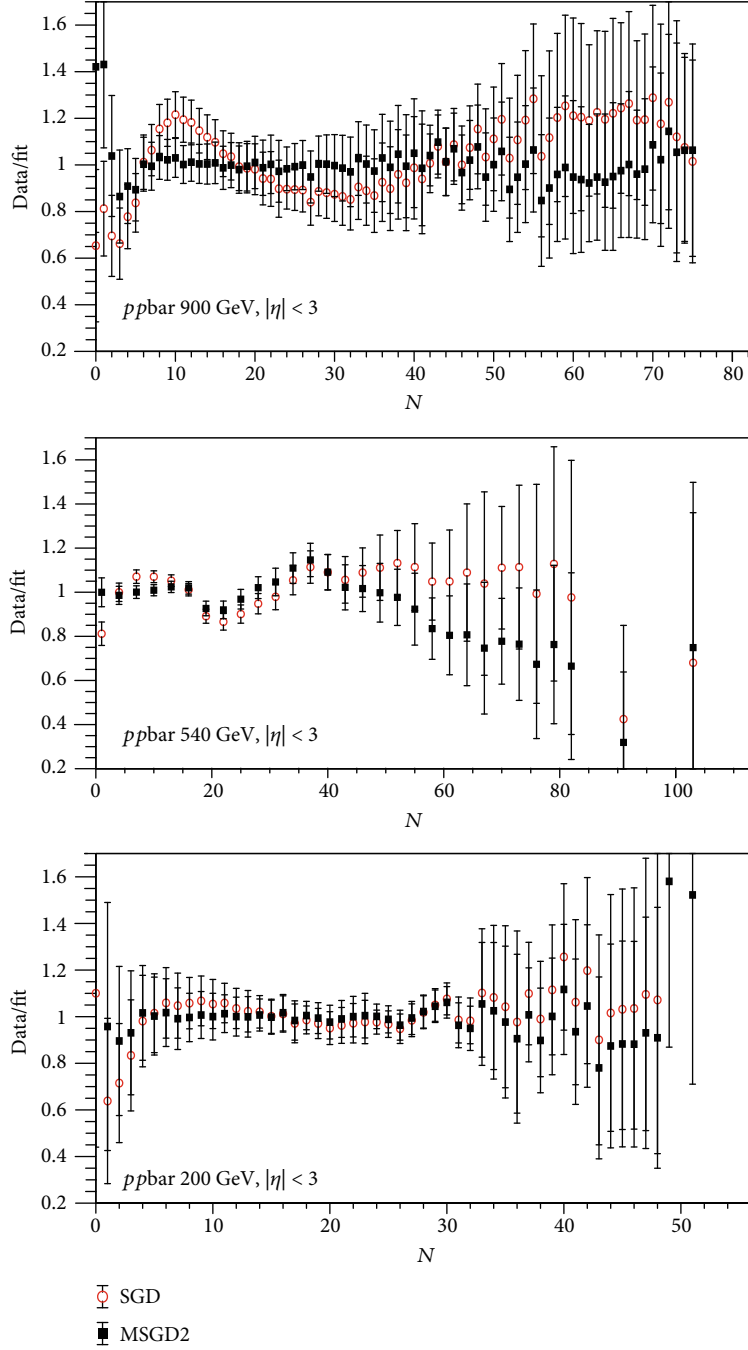 1.6
1.4
1.2
1
0.8
0.6
0.4
0.2
Data/fit
ppbar 900 GeV, |η| < 3
0 10 20 30 40 50 60 70 80
N
1.6
1.4
1.2
1
0.8
0.6
0.4
0.2
Data/fit
ppbar 540 GeV, |η| < 3
0 20 40 60 80 100
N
1.6
1.4
1.2
1
0.8
0.6
0.4
0.2
Data/fit
ppbar 200 GeV, |η| < 3
0 10 20 30 40 50
N
SGD
MSGD2